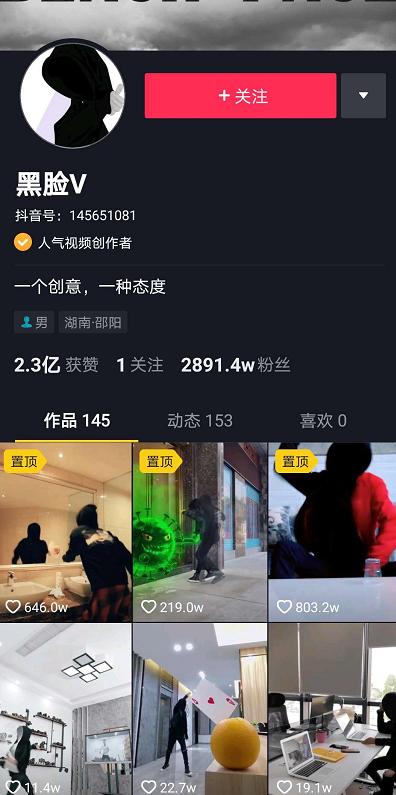 + 关注
黑脸V
抖音号：145651081
人气视频创作者
一个创意，一种态度
男 湖南·邵阳
2.3亿 获赞 1 关注 2891.4w 粉丝
作品 145 动态 153 喜欢 0
置顶 置顶 置顶
646.0w 219.0w 803.2w
11.4w 22.7w 19.1w